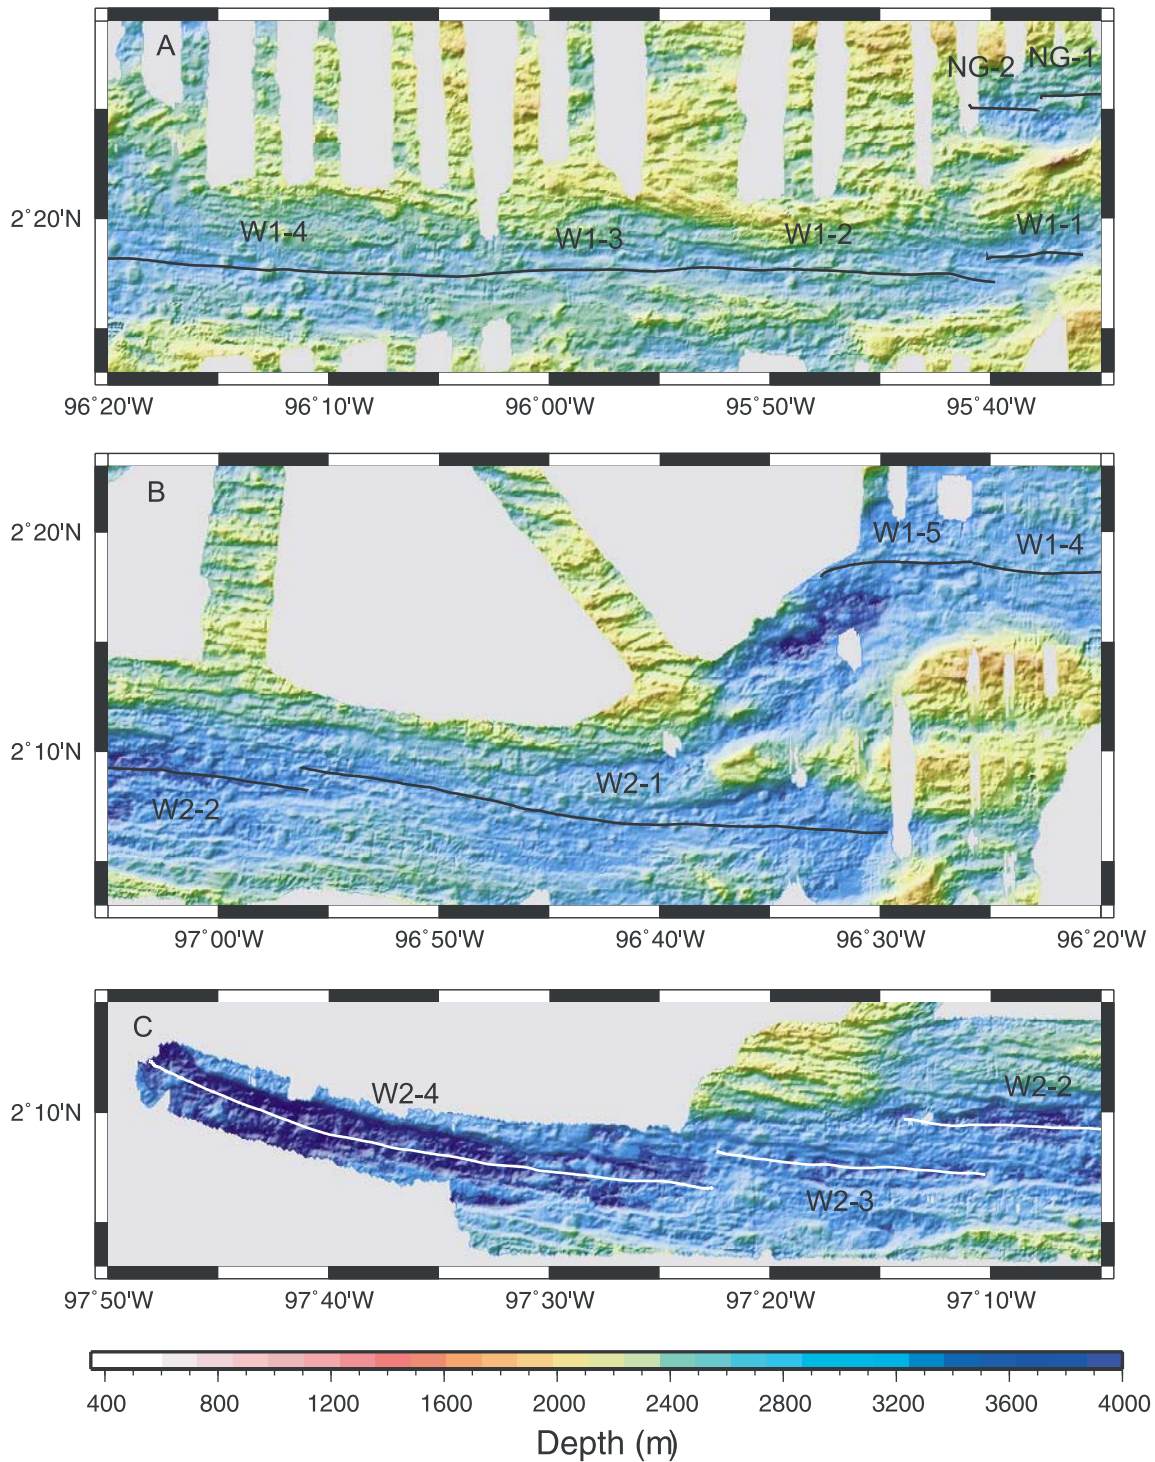 A
NG-2
NG-1
2°20'N
W1-4
W1-3
W1-2
W1-1
96°20'W
96°10'W
96°00'W
95°50'W
95°40'W
B
2°20'N
W1-5
W1-4
2°10'N
W2-1
W2-2
97°00'W
96°50'W
96°40'W
96°30'W
96°20'W
C
W2-4
W2-2
2°10'N
W2-3
97°50'W
97°40'W
97°30'W
97°20'W
97°10'W
400 800 1200 1600 2000 2400 2800 3200 3600 4000
Depth (m)